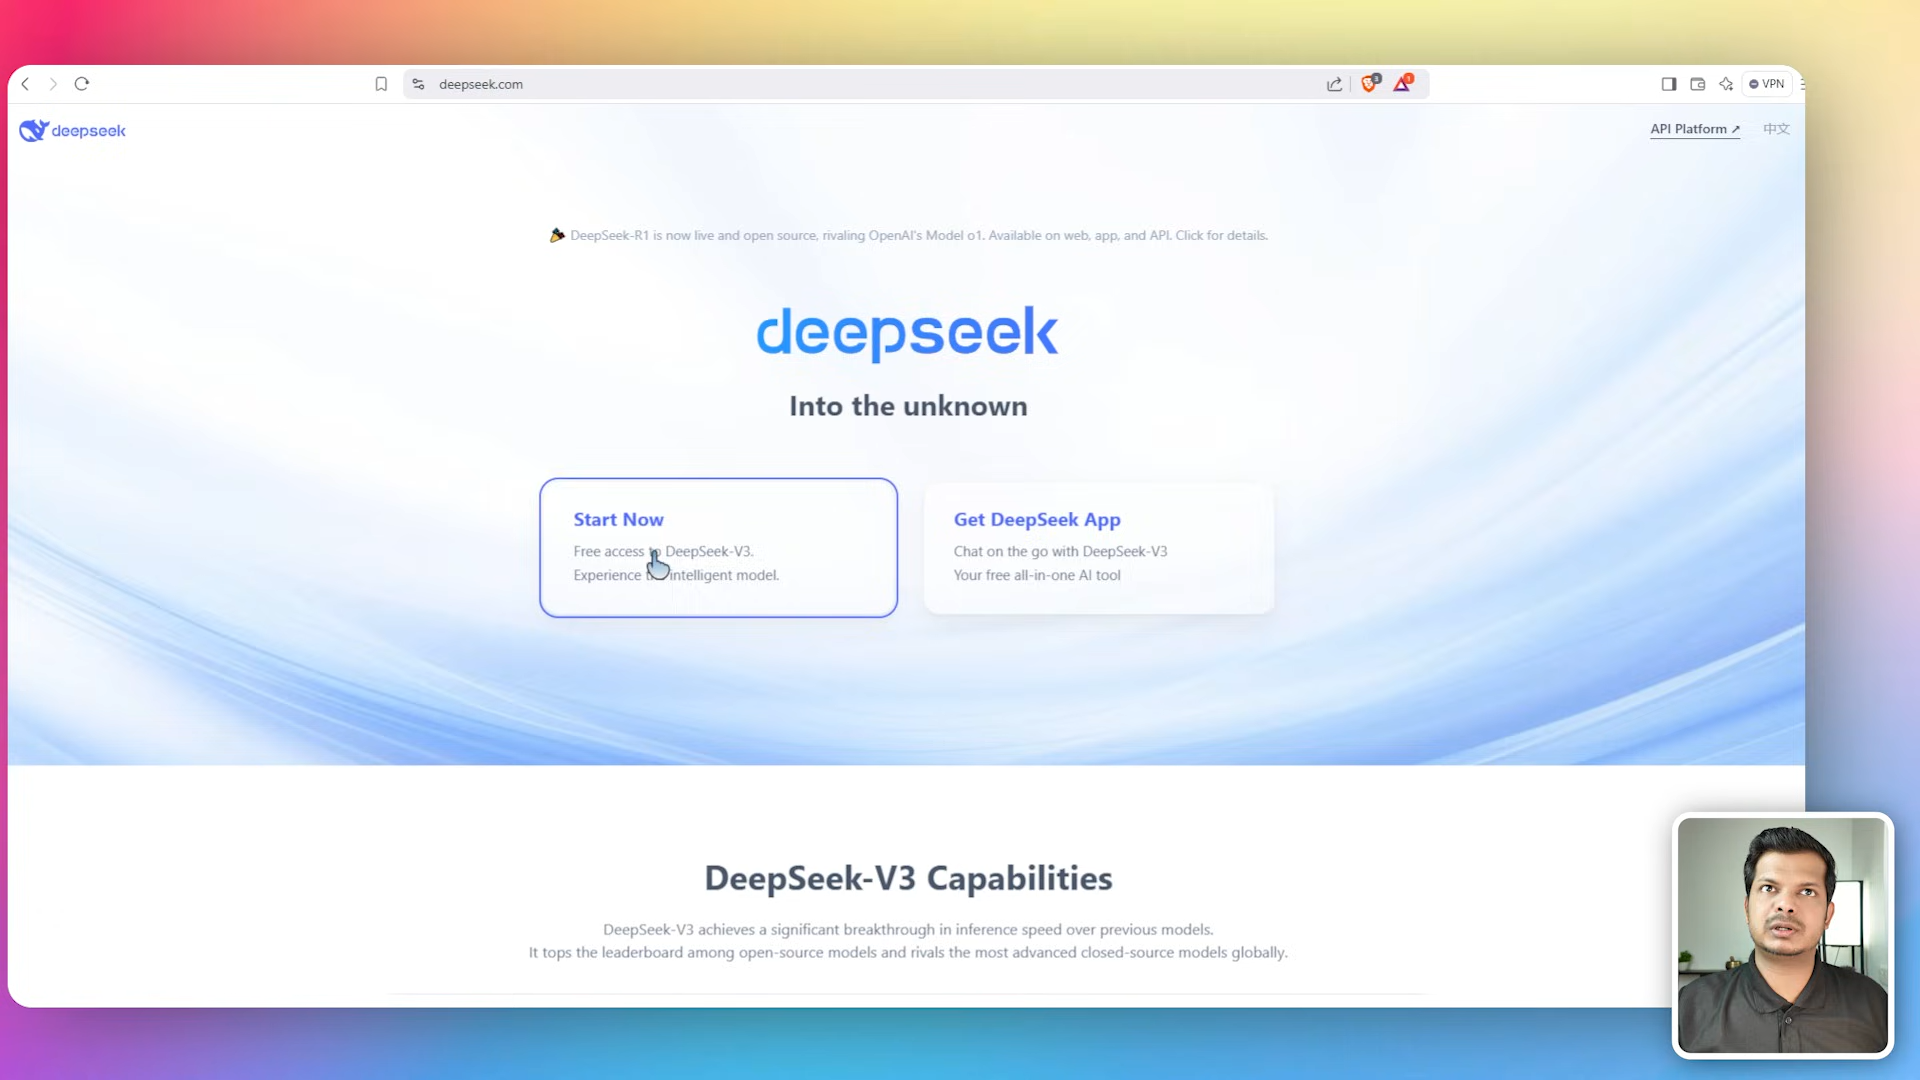 deepseek.com
3
1
VPN
deepseek
API Platform ↗
中文
🎉 DeepSeek-R1 is now live and open source, rivaling OpenAI's Model o1. Available on web, app, and API. Click for details.
deepseek
Into the unknown
Start Now
Free access to DeepSeek-V3.
Experience intelligent model.
Get DeepSeek App
Chat on the go with DeepSeek-V3
Your free all-in-one AI tool
DeepSeek-V3 Capabilities
DeepSeek-V3 achieves a significant breakthrough in inference speed over previous models.
It tops the leaderboard among open-source models and rivals the most advanced closed-source models globally.